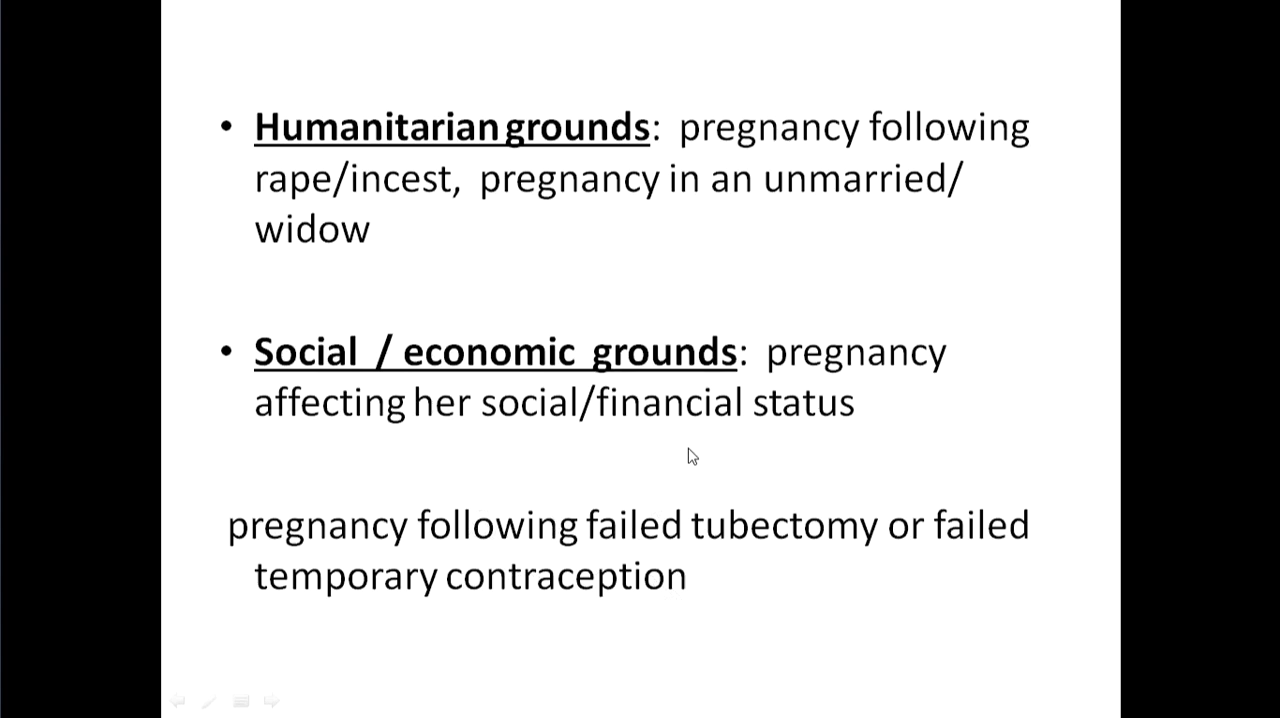 • Humanitarian grounds: pregnancy following
rape/incest, pregnancy in an unmarried/
widow
• Social / economic grounds: pregnancy
affecting her social/financial status
pregnancy following failed tubectomy or failed
temporary contraception